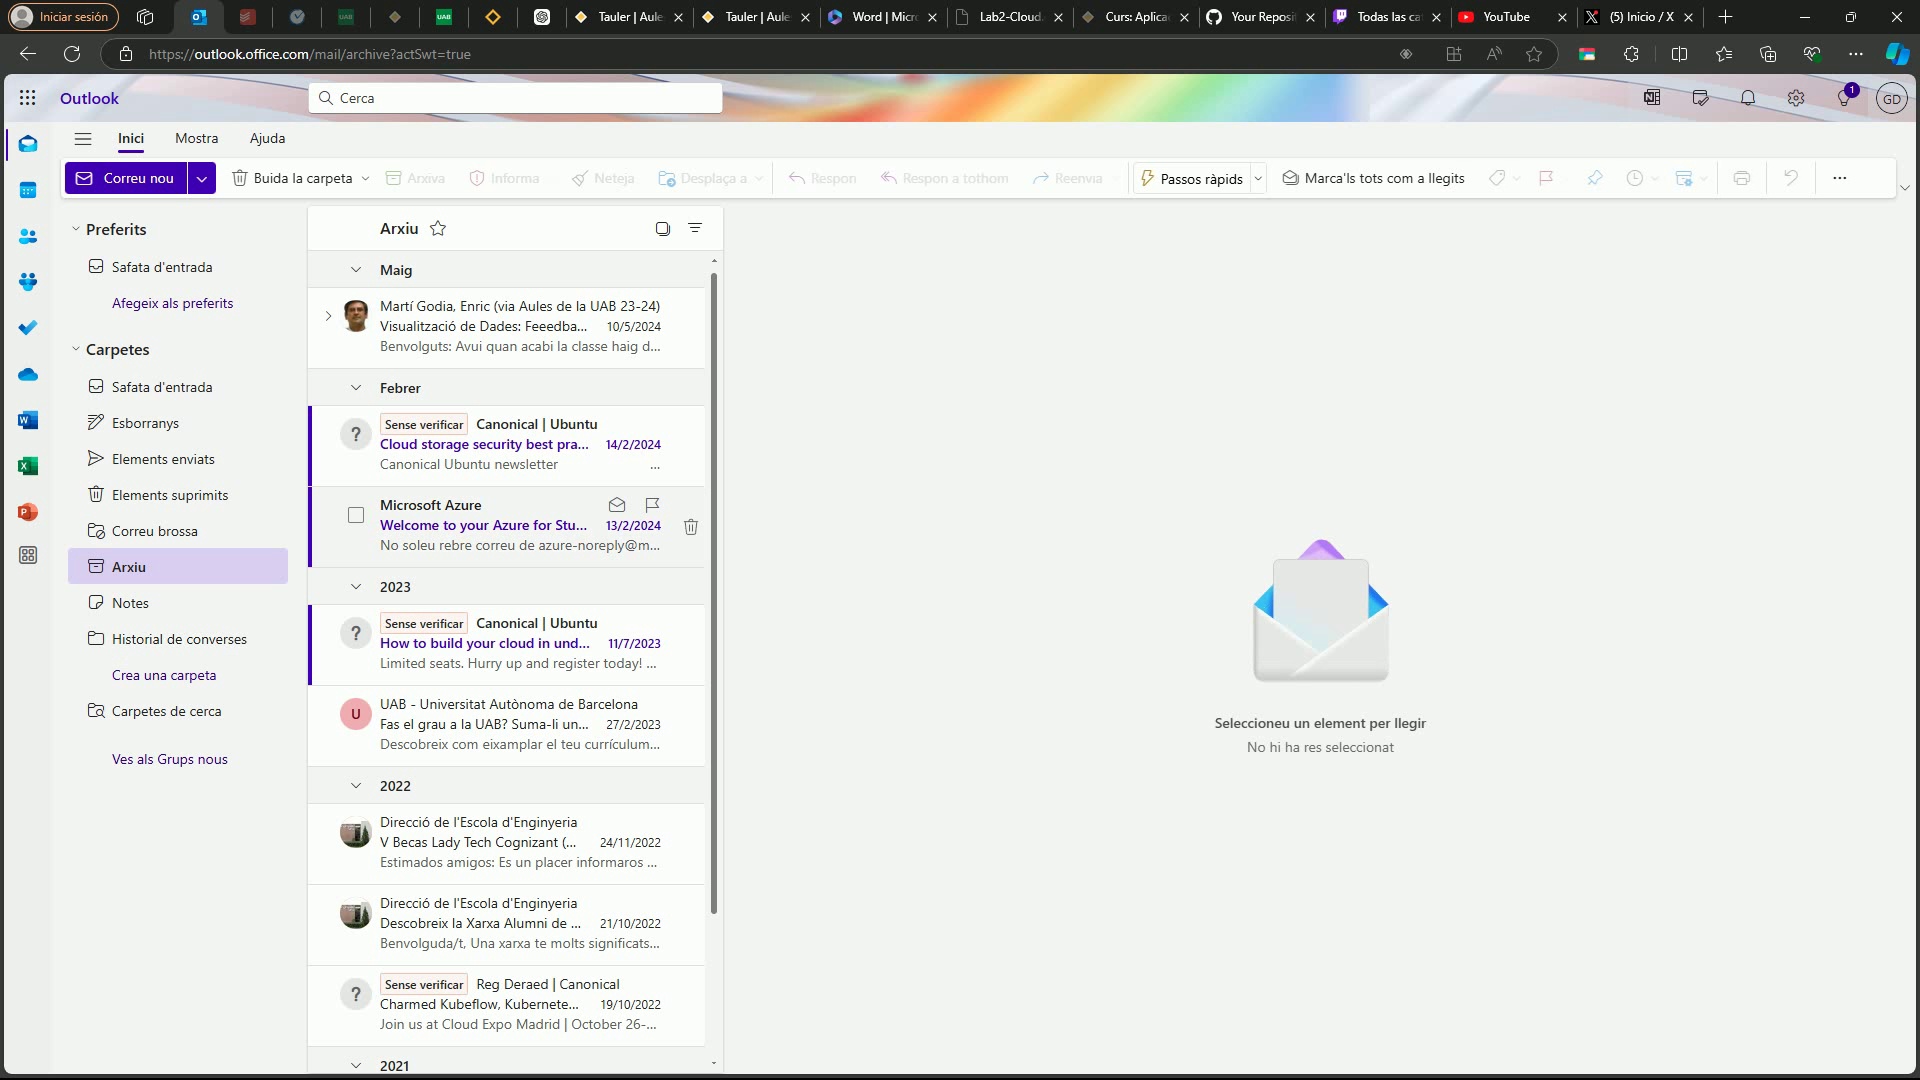 Iniciar sesión
Tauler | Aule
Tauler | Aule
Word | Micr
Lab2-Cloud.
Curs: Aplica
Your Reposi
Todas las ca
YouTube
(5) Inicio / X
https://outlook.office.com/mail/archive?actSwt=true
Outlook
Cerca
1
GD
Inici
Mostra
Ajuda
Correu nou
Buida la carpeta
Arxiva
Informa
Neteja
Desplaça a
Respon
Respon a tothom
Reenvia
Passos ràpids
Marca'ls tots com a llegits
Preferits
Safata d'entrada
Afegeix als preferits
Carpetes
Safata d'entrada
Esborranys
Elements enviats
Elements suprimits
Correu brossa
Arxiu
Notes
Historial de converses
Crea una carpeta
Carpetes de cerca
Ves als Grups nous
Arxiu
Maig
Martí Godia, Enric (via Aules de la UAB 23-24)
Visualització de Dades: Feeedba... 10/5/2024
Benvolguts: Avui quan acabi la classe haig d...
Febrer
? Sense verificar Canonical | Ubuntu
Cloud storage security best pra... 14/2/2024
Canonical Ubuntu newsletter ...
Microsoft Azure
Welcome to your Azure for Stu... 13/2/2024
No soleu rebre correu de azure-noreply@m...
2023
? Sense verificar Canonical | Ubuntu
How to build your cloud in und... 11/7/2023
Limited seats. Hurry up and register today! ...
U UAB - Universitat Autònoma de Barcelona
Fas el grau a la UAB? Suma-li un... 27/2/2023
Descobreix com eixamplar el teu currículum...
2022
Direcció de l'Escola d'Enginyeria
V Becas Lady Tech Cognizant (... 24/11/2022
Estimados amigos: Es un placer informaros ...
Direcció de l'Escola d'Enginyeria
Descobreix la Xarxa Alumni de ... 21/10/2022
Benvolguda/t, Una xarxa te molts significats...
? Sense verificar Reg Deraed | Canonical
Charmed Kubeflow, Kubernete... 19/10/2022
Join us at Cloud Expo Madrid | October 26-...
2021
Seleccioneu un element per llegir
No hi ha res seleccionat